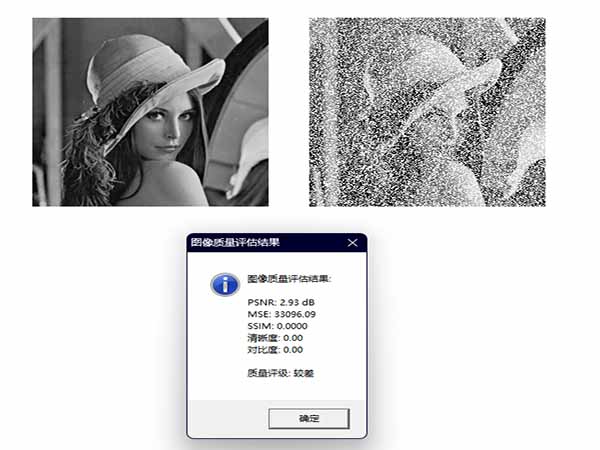 图像质量评估结果
图像质量评估结果:
PSNR: 2.93 dB
MSE: 33096.09
SSIM: 0.0000
清晰度: 0.00
对比度: 0.00
质量评级: 较差
确定